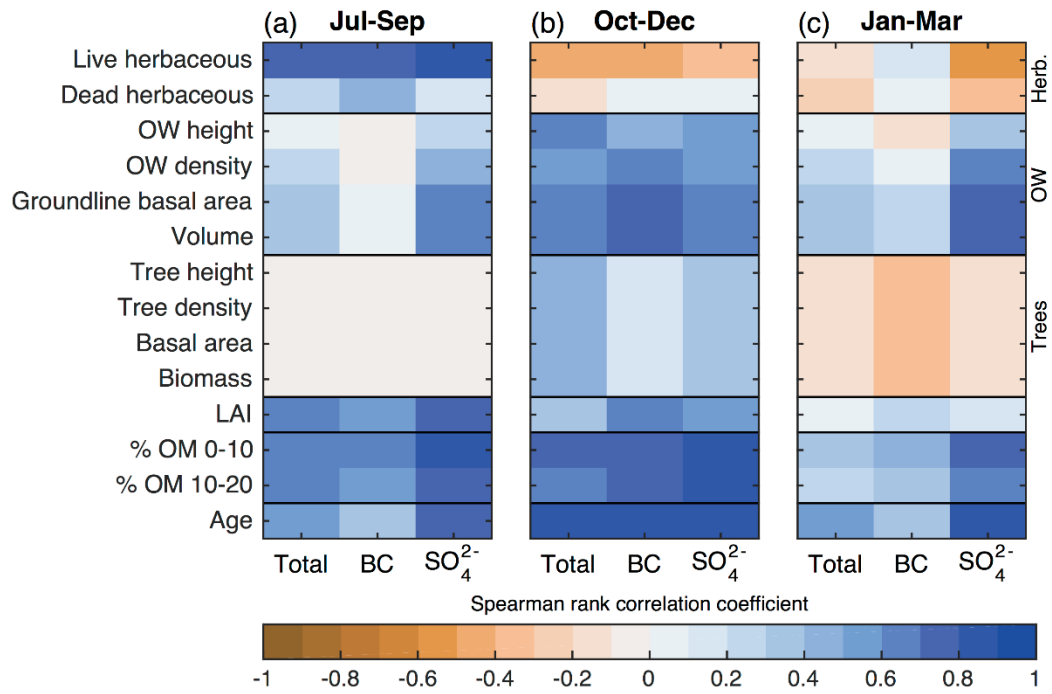 (a) Jul-Sep
(b) Oct-Dec
(c) Jan-Mar
Live herbaceous
Dead herbaceous
OW height
OW density
Groundline basal area
Volume
Tree height
Tree density
Basal area
Biomass
LAI
% OM 0-10
% OM 10-20
Age
Herb.
OW
Trees
Total BC SO₄²⁻
Total BC SO₄²⁻
Total BC SO₄²⁻
Spearman rank correlation coefficient
-1 -0.8 -0.6 -0.4 -0.2 0 0.2 0.4 0.6 0.8 1